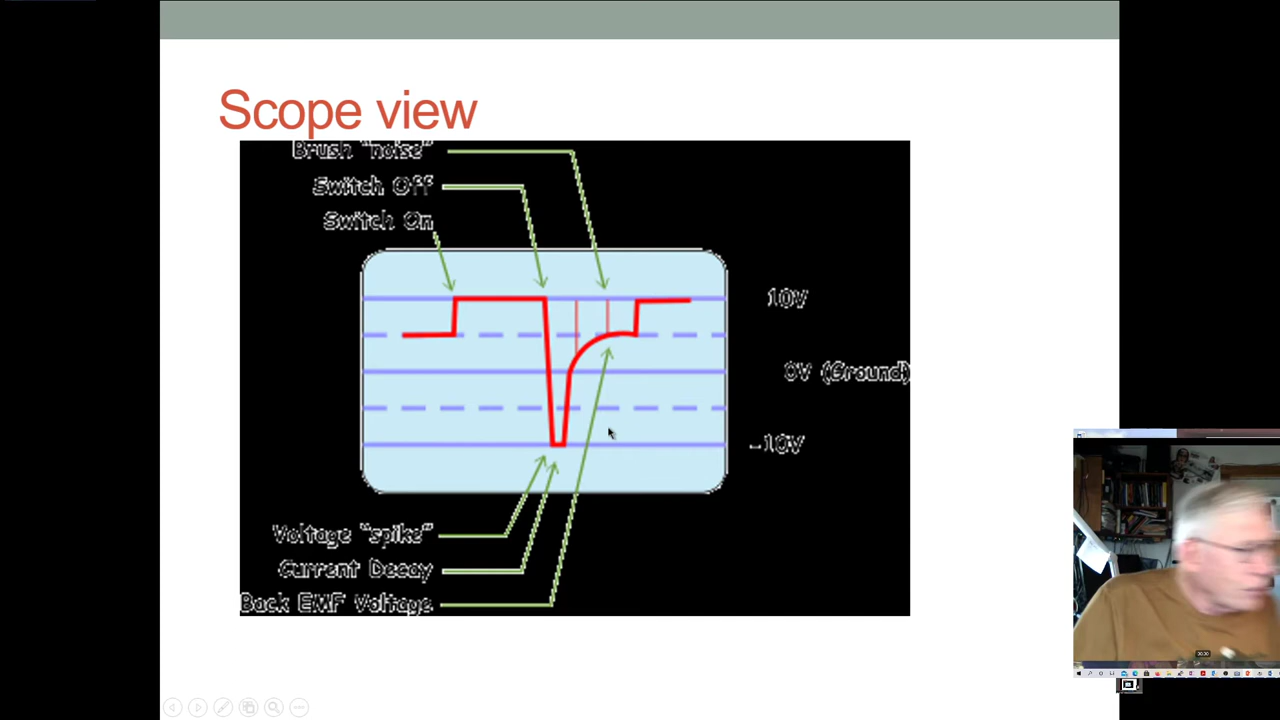 Scope view
Brush "noise"
Switch Off
Switch On
10V
0V (Ground)
-10V
Voltage "spike"
Current Decay
Back EMF Voltage